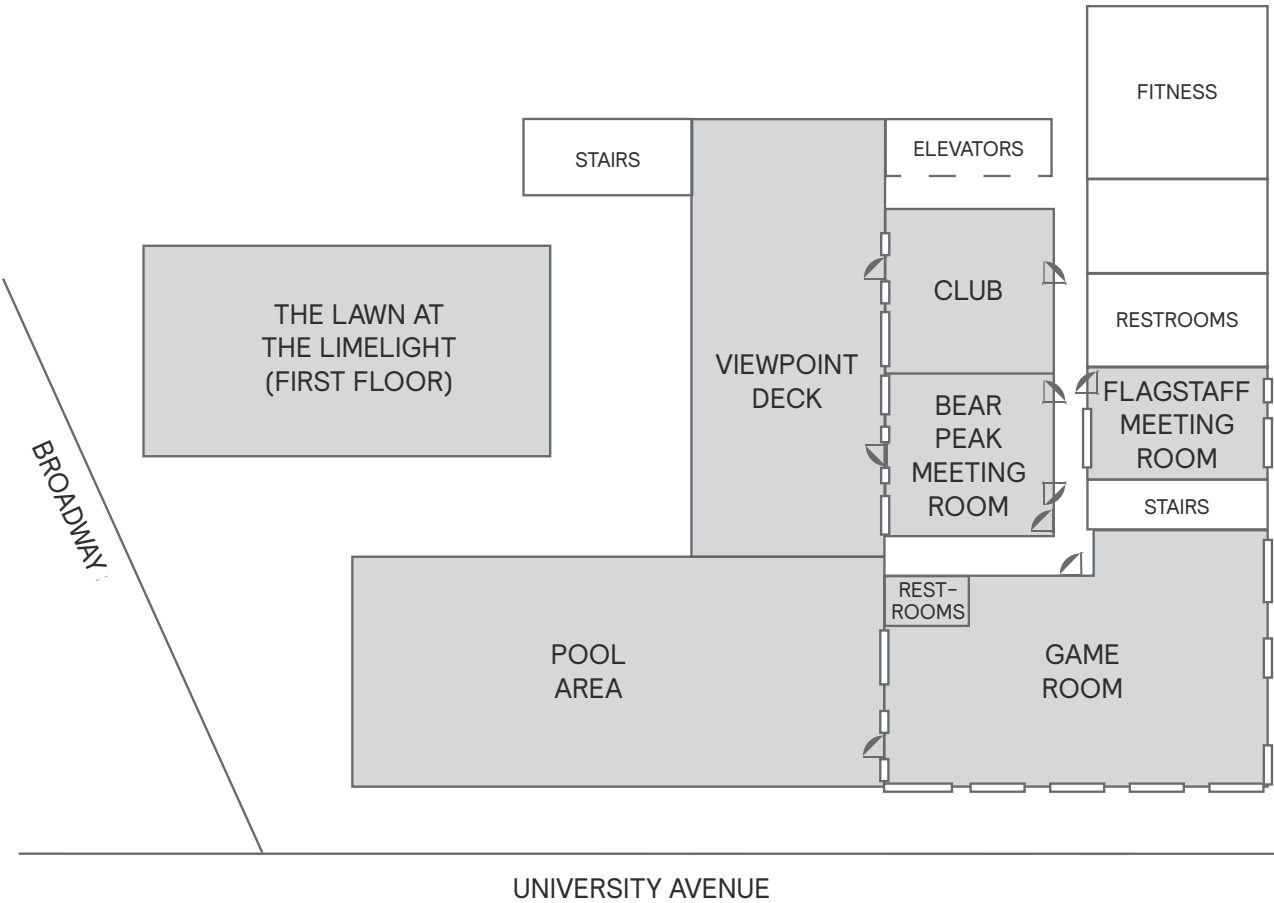 FITNESS
STAIRS
ELEVATORS
THE LAWN AT
THE LIMELIGHT
(FIRST FLOOR)
CLUB
RESTROOMS
VIEWPOINT
DECK
BEAR
PEAK
MEETING
ROOM
FLAGSTAFF
MEETING
ROOM
STAIRS
BROADWAY
REST-
ROOMS
POOL
AREA
GAME
ROOM
UNIVERSITY AVENUE